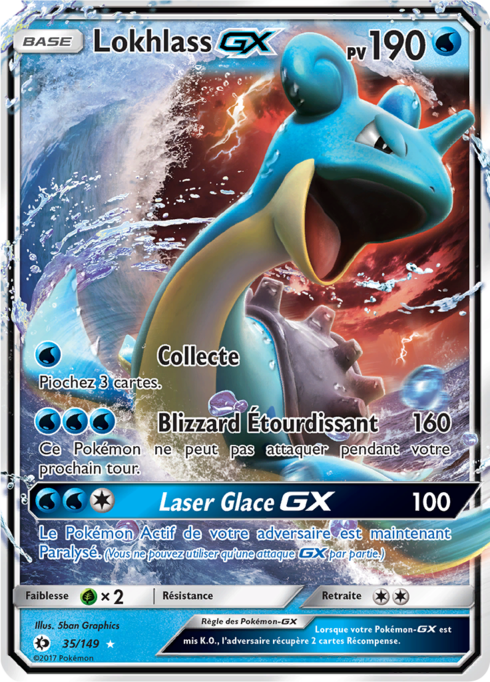 BASE Lokhlass GX PV 190
Collecte
Piochez 3 cartes.
Blizzard Étourdissant 160
Ce Pokémon ne peut pas attaquer pendant votre
prochain tour.
Laser Glace GX 100
Le Pokémon Actif de votre adversaire est maintenant
Paralysé. (Vous ne pouvez utiliser qu'une attaque GX par partie.)
Faiblesse ×2 Résistance Retraite
Illus. 5ban Graphics
35/149
©2017 Pokémon
Règle des Pokémon-GX
Lorsque votre Pokémon-GX est
mis K.O., l'adversaire récupère 2 cartes Récompense.